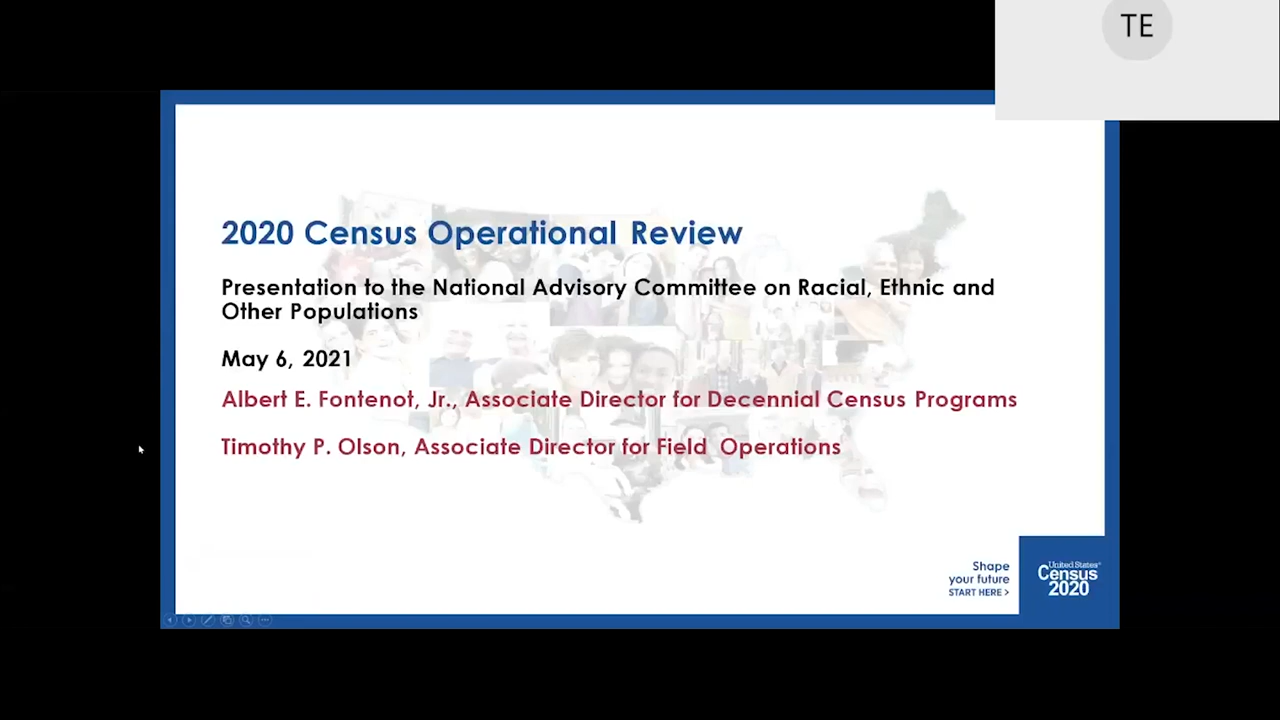 TE
2020 Census Operational Review
Presentation to the National Advisory Committee on Racial, Ethnic and
Other Populations
May 6, 2021
Albert E. Fontenot, Jr., Associate Director for Decennial Census Programs
Timothy P. Olson, Associate Director for Field Operations
Shape
your future
START HERE >
United States®
Census
2020